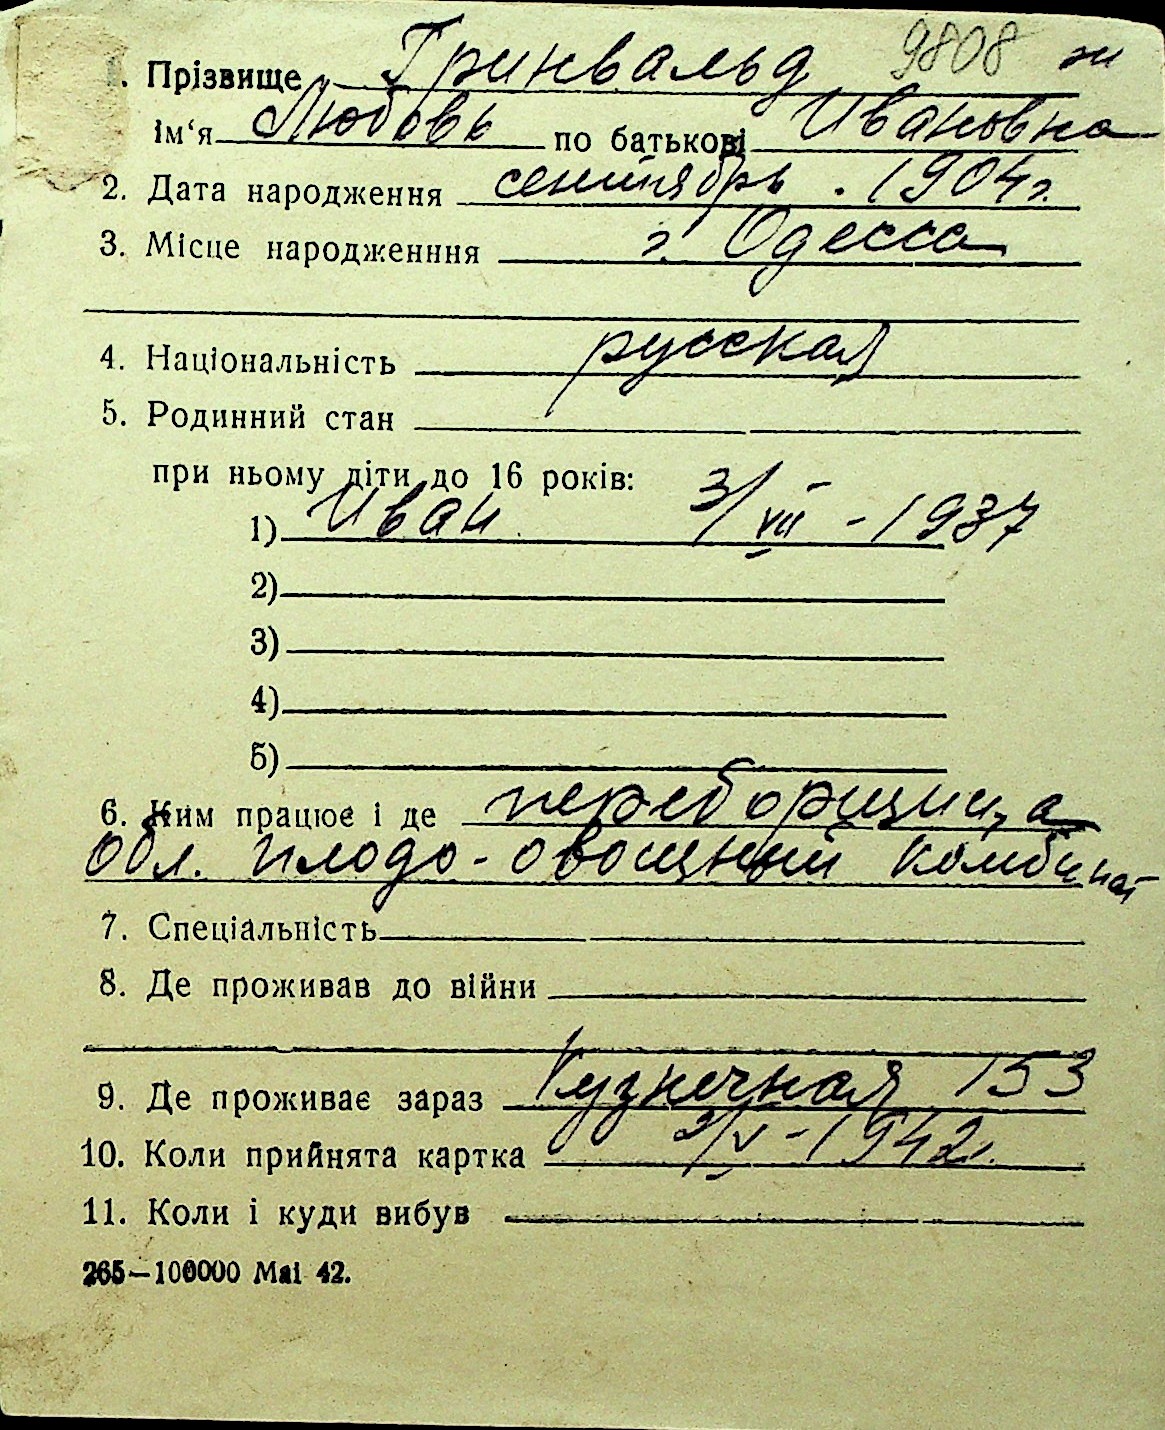 1. Прізвище Гринвальд 9808 ж
Ім‘я Любовь по батькові Ивановна
2. Дата народження сентябрь . 1904 г.
3. Місце народженння г. Одесса
4. Національність русская
5. Родинний стан
при ньому діти до 16 років:
1) Иван 3/VII - 1937
2)
3)
4)
5)
6. Ким працює і де переборщица
Обл. плодо-овощный комбинат
7. Спеціальність
8. Де проживав до війни
9. Де проживає зараз Кузнечная 153
10. Коли прийнята картка /V - 1942 г.
11. Коли і куди вибув
265—100000 Mai 42.